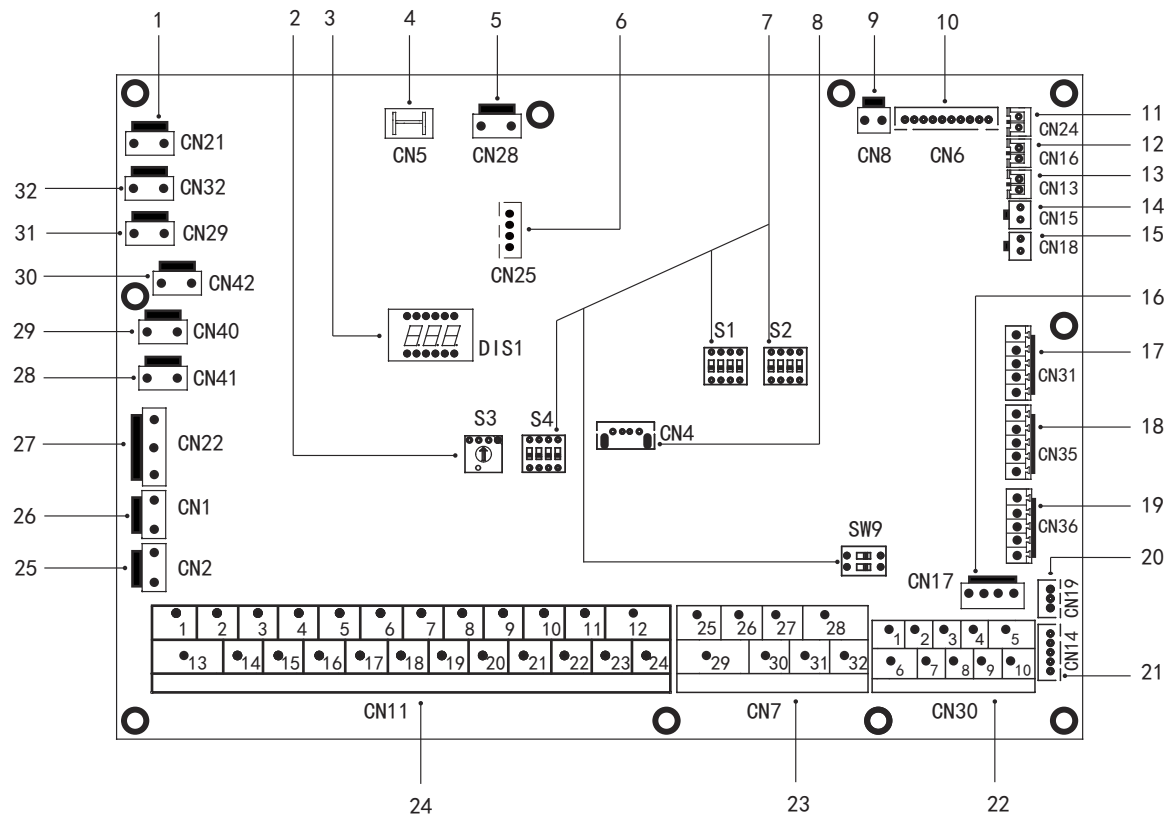 1 2 3 4 5 6 7 8 9 10
CN21
CN5
CN28
CN8
CN6
CN24
11
CN16
12
CN13
13
CN15
14
CN18
15
32
CN32
31
CN29
CN25
30
CN42
16
29
CN40
DIS1
S1
S2
17
CN31
28
CN41
S3
S4
CN4
18
CN35
27
CN22
19
CN36
26
CN1
SW9
20
25
CN2
CN17
CN19
1 2 3 4 5 6 7 8 9 10 11 12
25 26 27 28
1 2 3 4 5
13 14 15 16 17 18 19 20 21 22 23 24
29 30 31 32
6 7 8 9 10
CN14
21
CN11
CN7
CN30
24
23
22